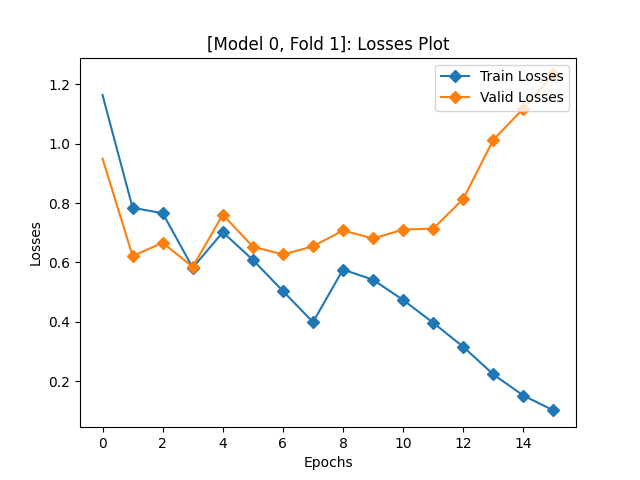 [Model 0, Fold 1]: Losses Plot
Train Losses
Valid Losses
1.2
1.0
0.8
0.6
0.4
0.2
Losses
0 2 4 6 8 10 12 14
Epochs